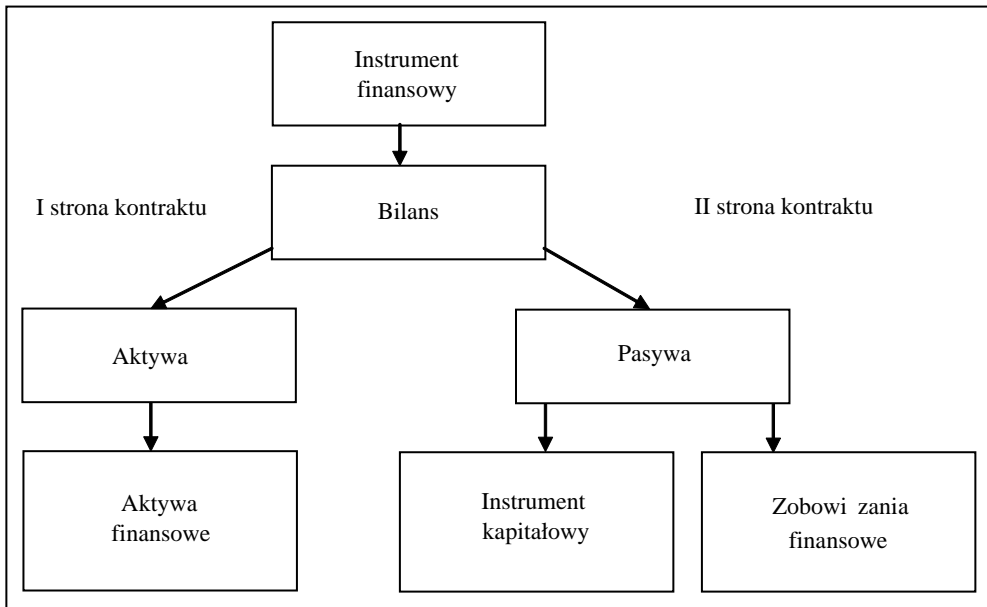 Instrument
finansowy
I strona kontraktu
Bilans
II strona kontraktu
Aktywa
Pasywa
Aktywa
finansowe
Instrument
kapitałowy
Zobowi zania
finansowe